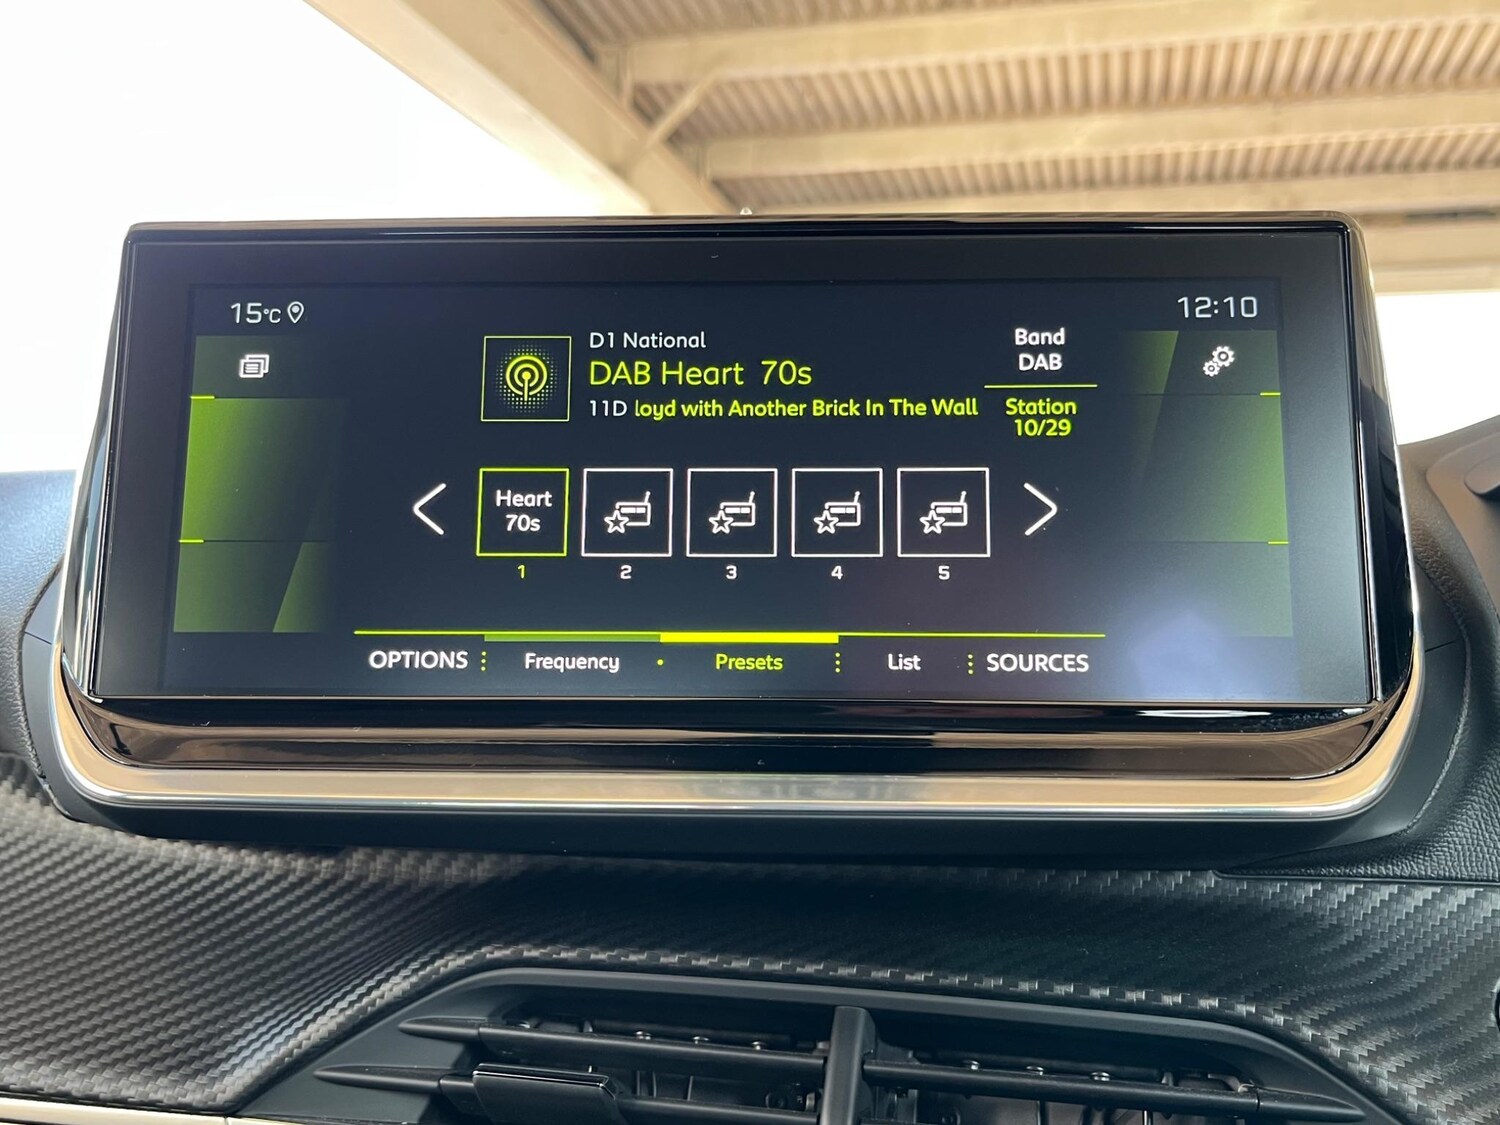 15°C
12:10
D1 National
DAB Heart 70s
11D loyd with Another Brick In The Wall
Band
DAB
Station
10/29
Heart
70s
1 2 3 4 5
OPTIONS Frequency Presets List SOURCES